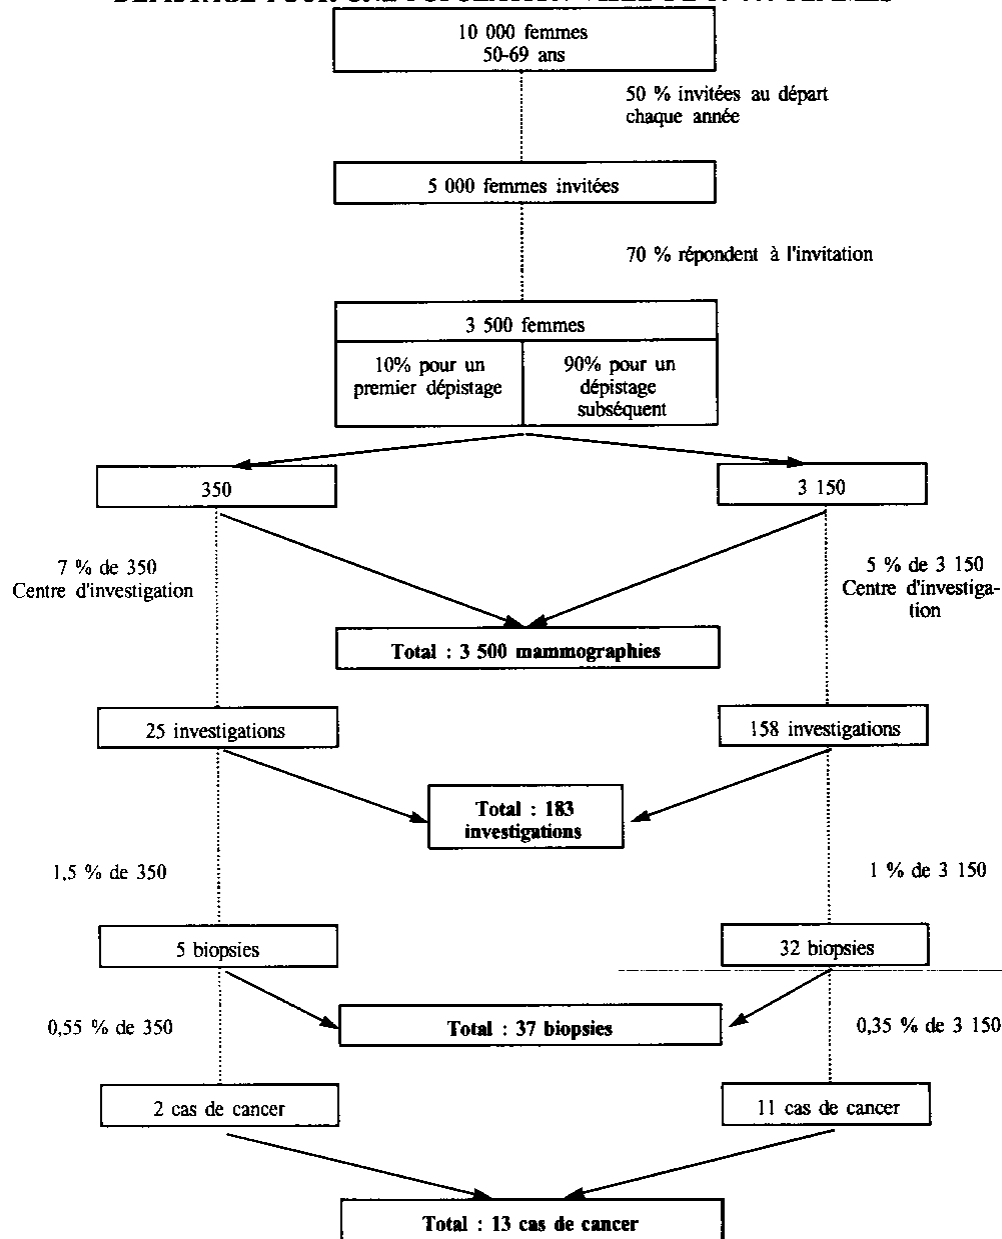 10 000 femmes
50-69 ans
50 % invitées au départ
chaque année
5 000 femmes invitées
70 % répondent à l'invitation
3 500 femmes
10% pour un
premier dépistage
90% pour un
dépistage
subséquent
350
3 150
7 % de 350
Centre d'investigation
5 % de 3 150
Centre d'investiga-
tion
Total : 3 500 mammographies
25 investigations
158 investigations
Total : 183
investigations
1,5 % de 350
1 % de 3 150
5 biopsies
32 biopsies
0,55 % de 350
Total : 37 biopsies
0,35 % de 3 150
2 cas de cancer
11 cas de cancer
Total : 13 cas de cancer